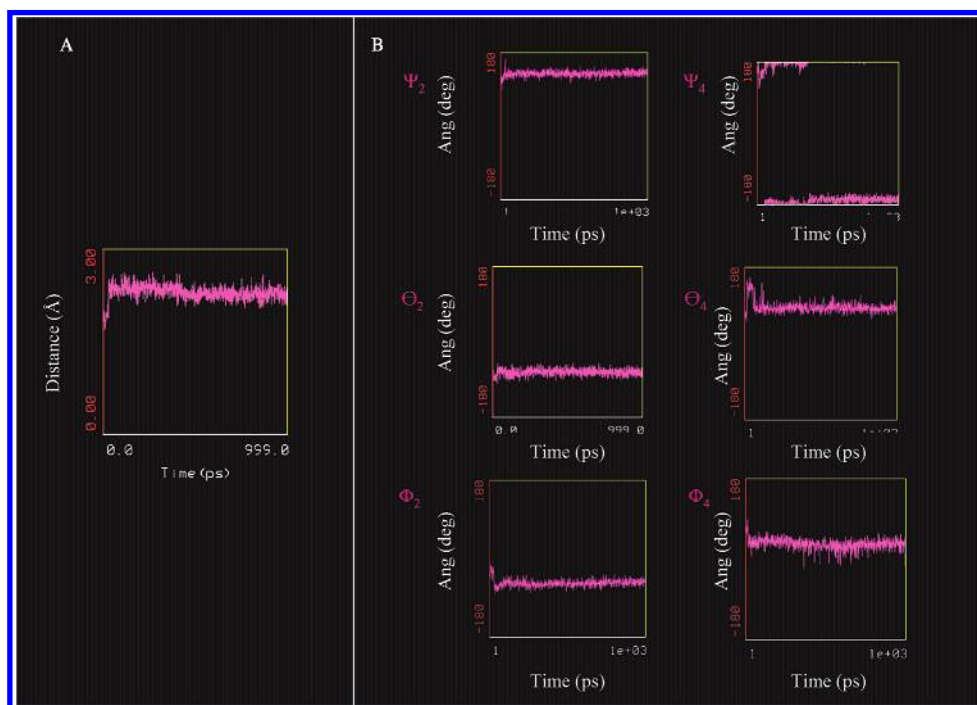 A
Distance (Å)
3.00
0.00
0.0
999.0
Time (ps)
B
Ψ2
Ang (deg)
180
-180
1
1e+03
Time (ps)
Ψ4
Ang (deg)
180
-180
1
Time (ps)
Θ2
Ang (deg)
180
-180
0.0
999.0
Time (ps)
Θ4
Ang (deg)
180
-180
1
1e+03
Time (ps)
Φ2
Ang (deg)
180
-180
1
1e+03
Time (ps)
Φ4
Ang (deg)
180
-180
1
1e+03
Time (ps)